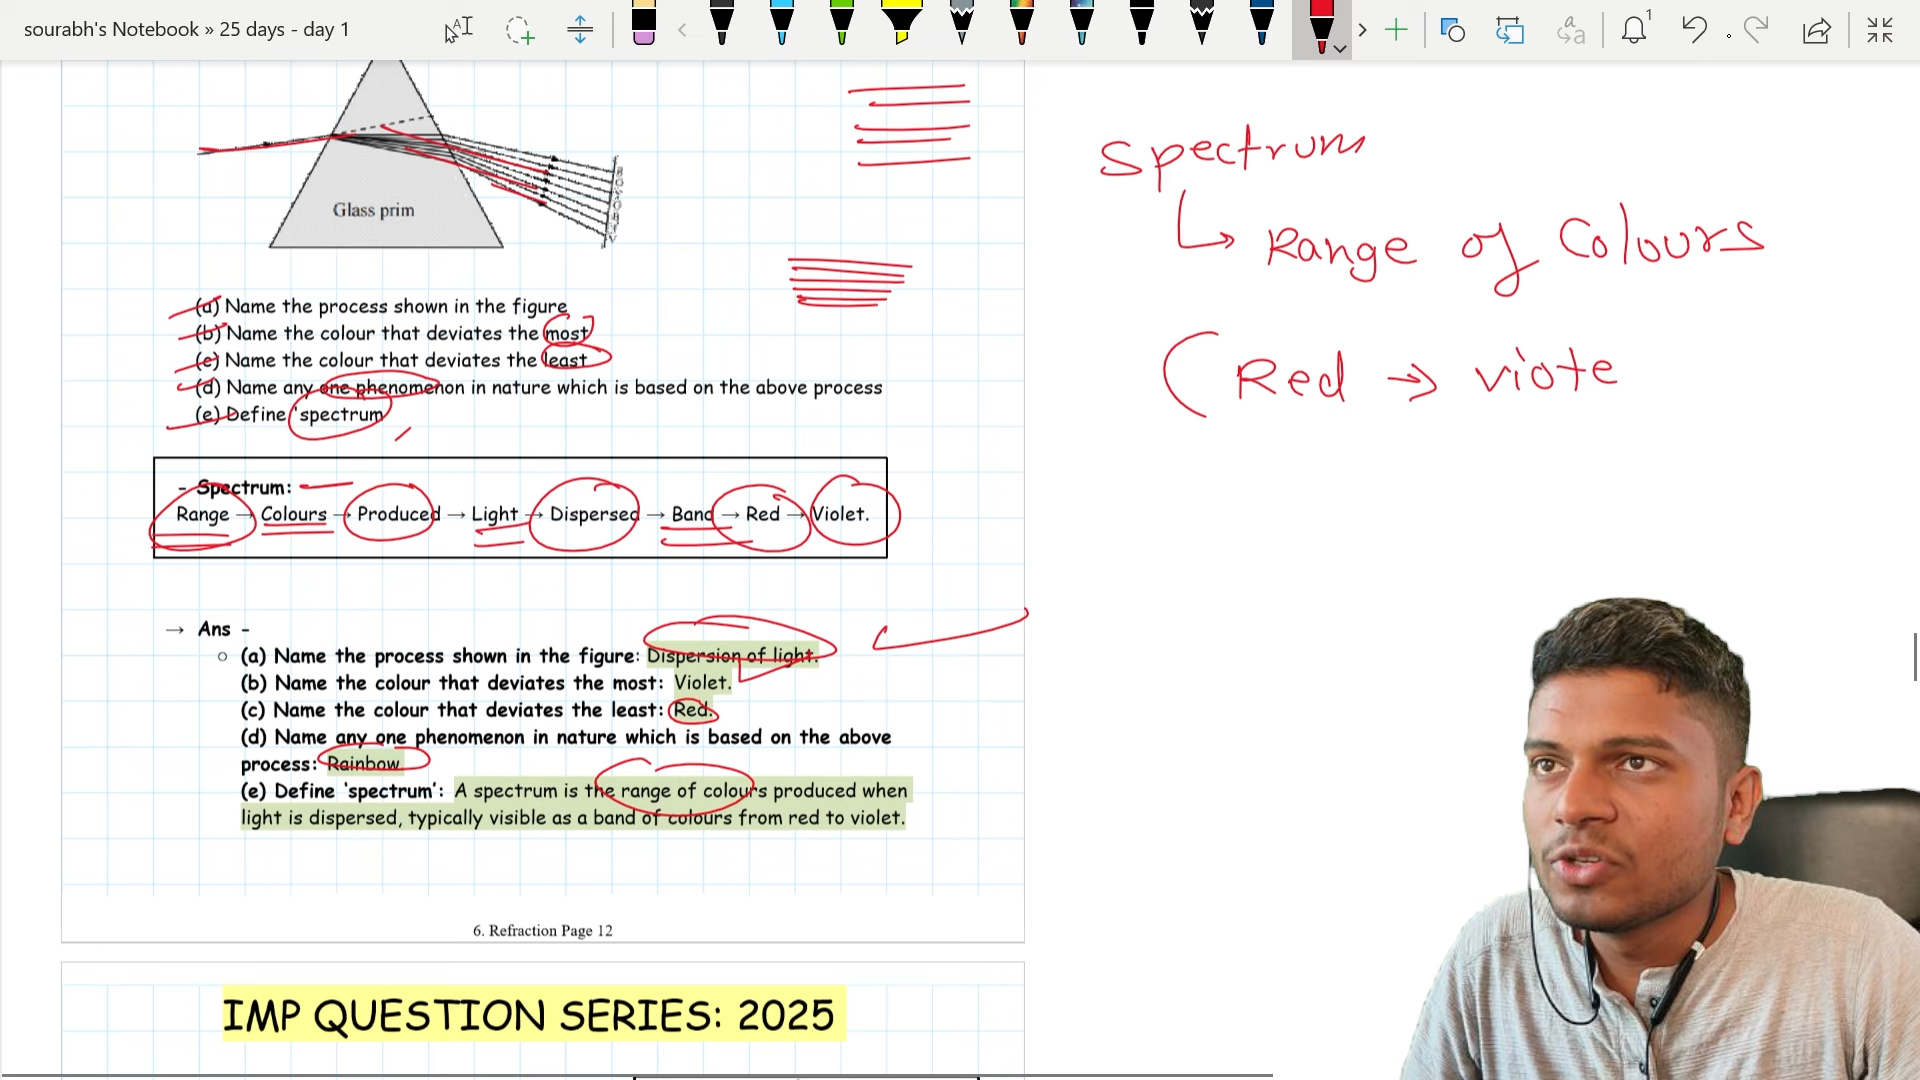 sourabh's Notebook » 25 days - day 1
Glass prim
(a) Name the process shown in the figure
(b) Name the colour that deviates the most
(c) Name the colour that deviates the least
(d) Name any one phenomenon in nature which is based on the above process
(e) Define 'spectrum
- Spectrum:
Range → Colours → Produced → Light → Dispersed → Band → Red → Violet.
→ Ans -
(a) Name the process shown in the figure: Dispersion of light.
(b) Name the colour that deviates the most: Violet.
(c) Name the colour that deviates the least: Red.
(d) Name any one phenomenon in nature which is based on the above
process: Rainbow
(e) Define 'spectrum': A spectrum is the range of colours produced when
light is dispersed, typically visible as a band of colours from red to violet.
6. Refraction Page 12
IMP QUESTION SERIES: 2025
Spectrum
↳ Range of Colours
(Red → viote